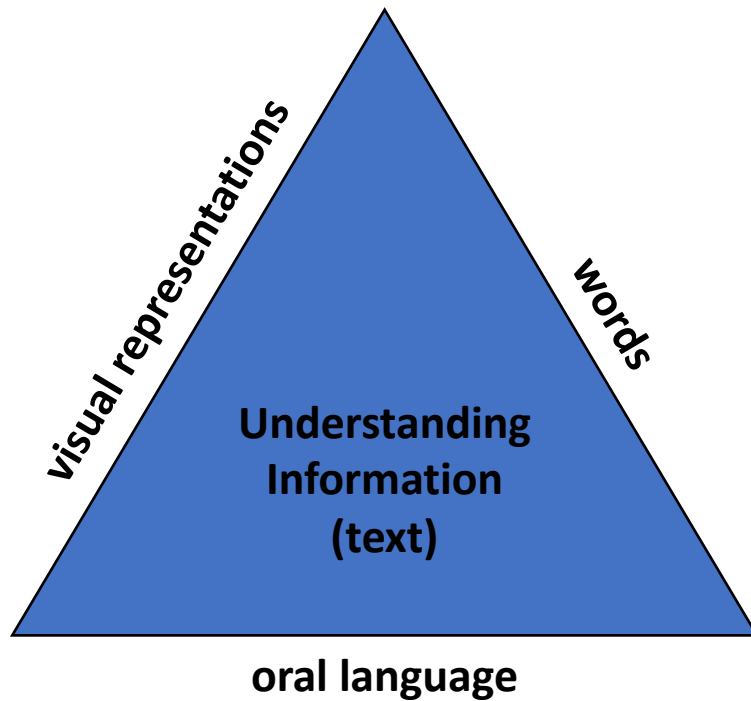 visual representations
words
Understanding
Information
(text)
oral language